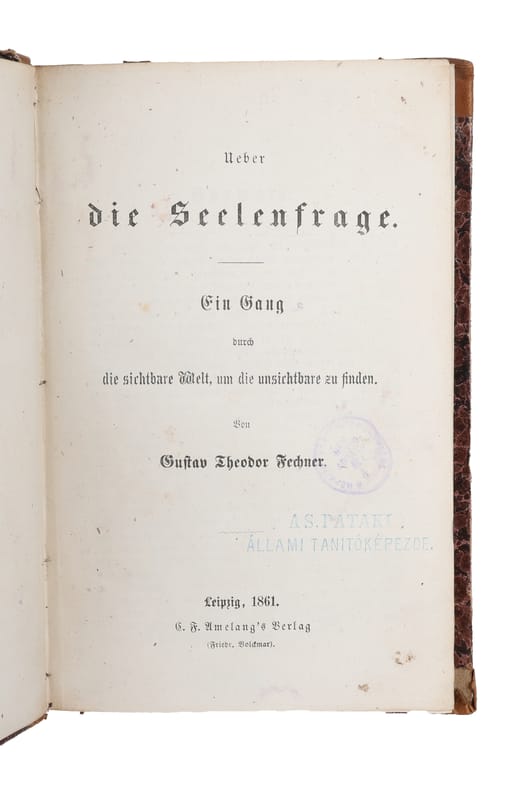 Ueber
die Seelenfrage.
Ein Gang
durch
die sichtbare Welt, um die unsichtbare zu finden.
Von
Gustav Theodor Fechner.
A S. PATAKI
ÁLLAMI TANITÓKÉPEZDE.
Leipzig, 1861.
C. F. Amelang's Verlag
(Friedr. Volckmar).